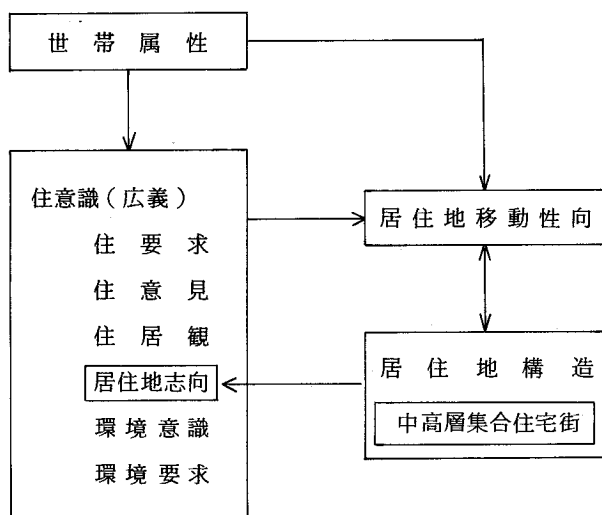 世帯属性
住意識(広義)
住要求
住意見
住居観
居住地志向
環境意識
環境要求
居住地移動性向
居住地構造
中高層集合住宅街